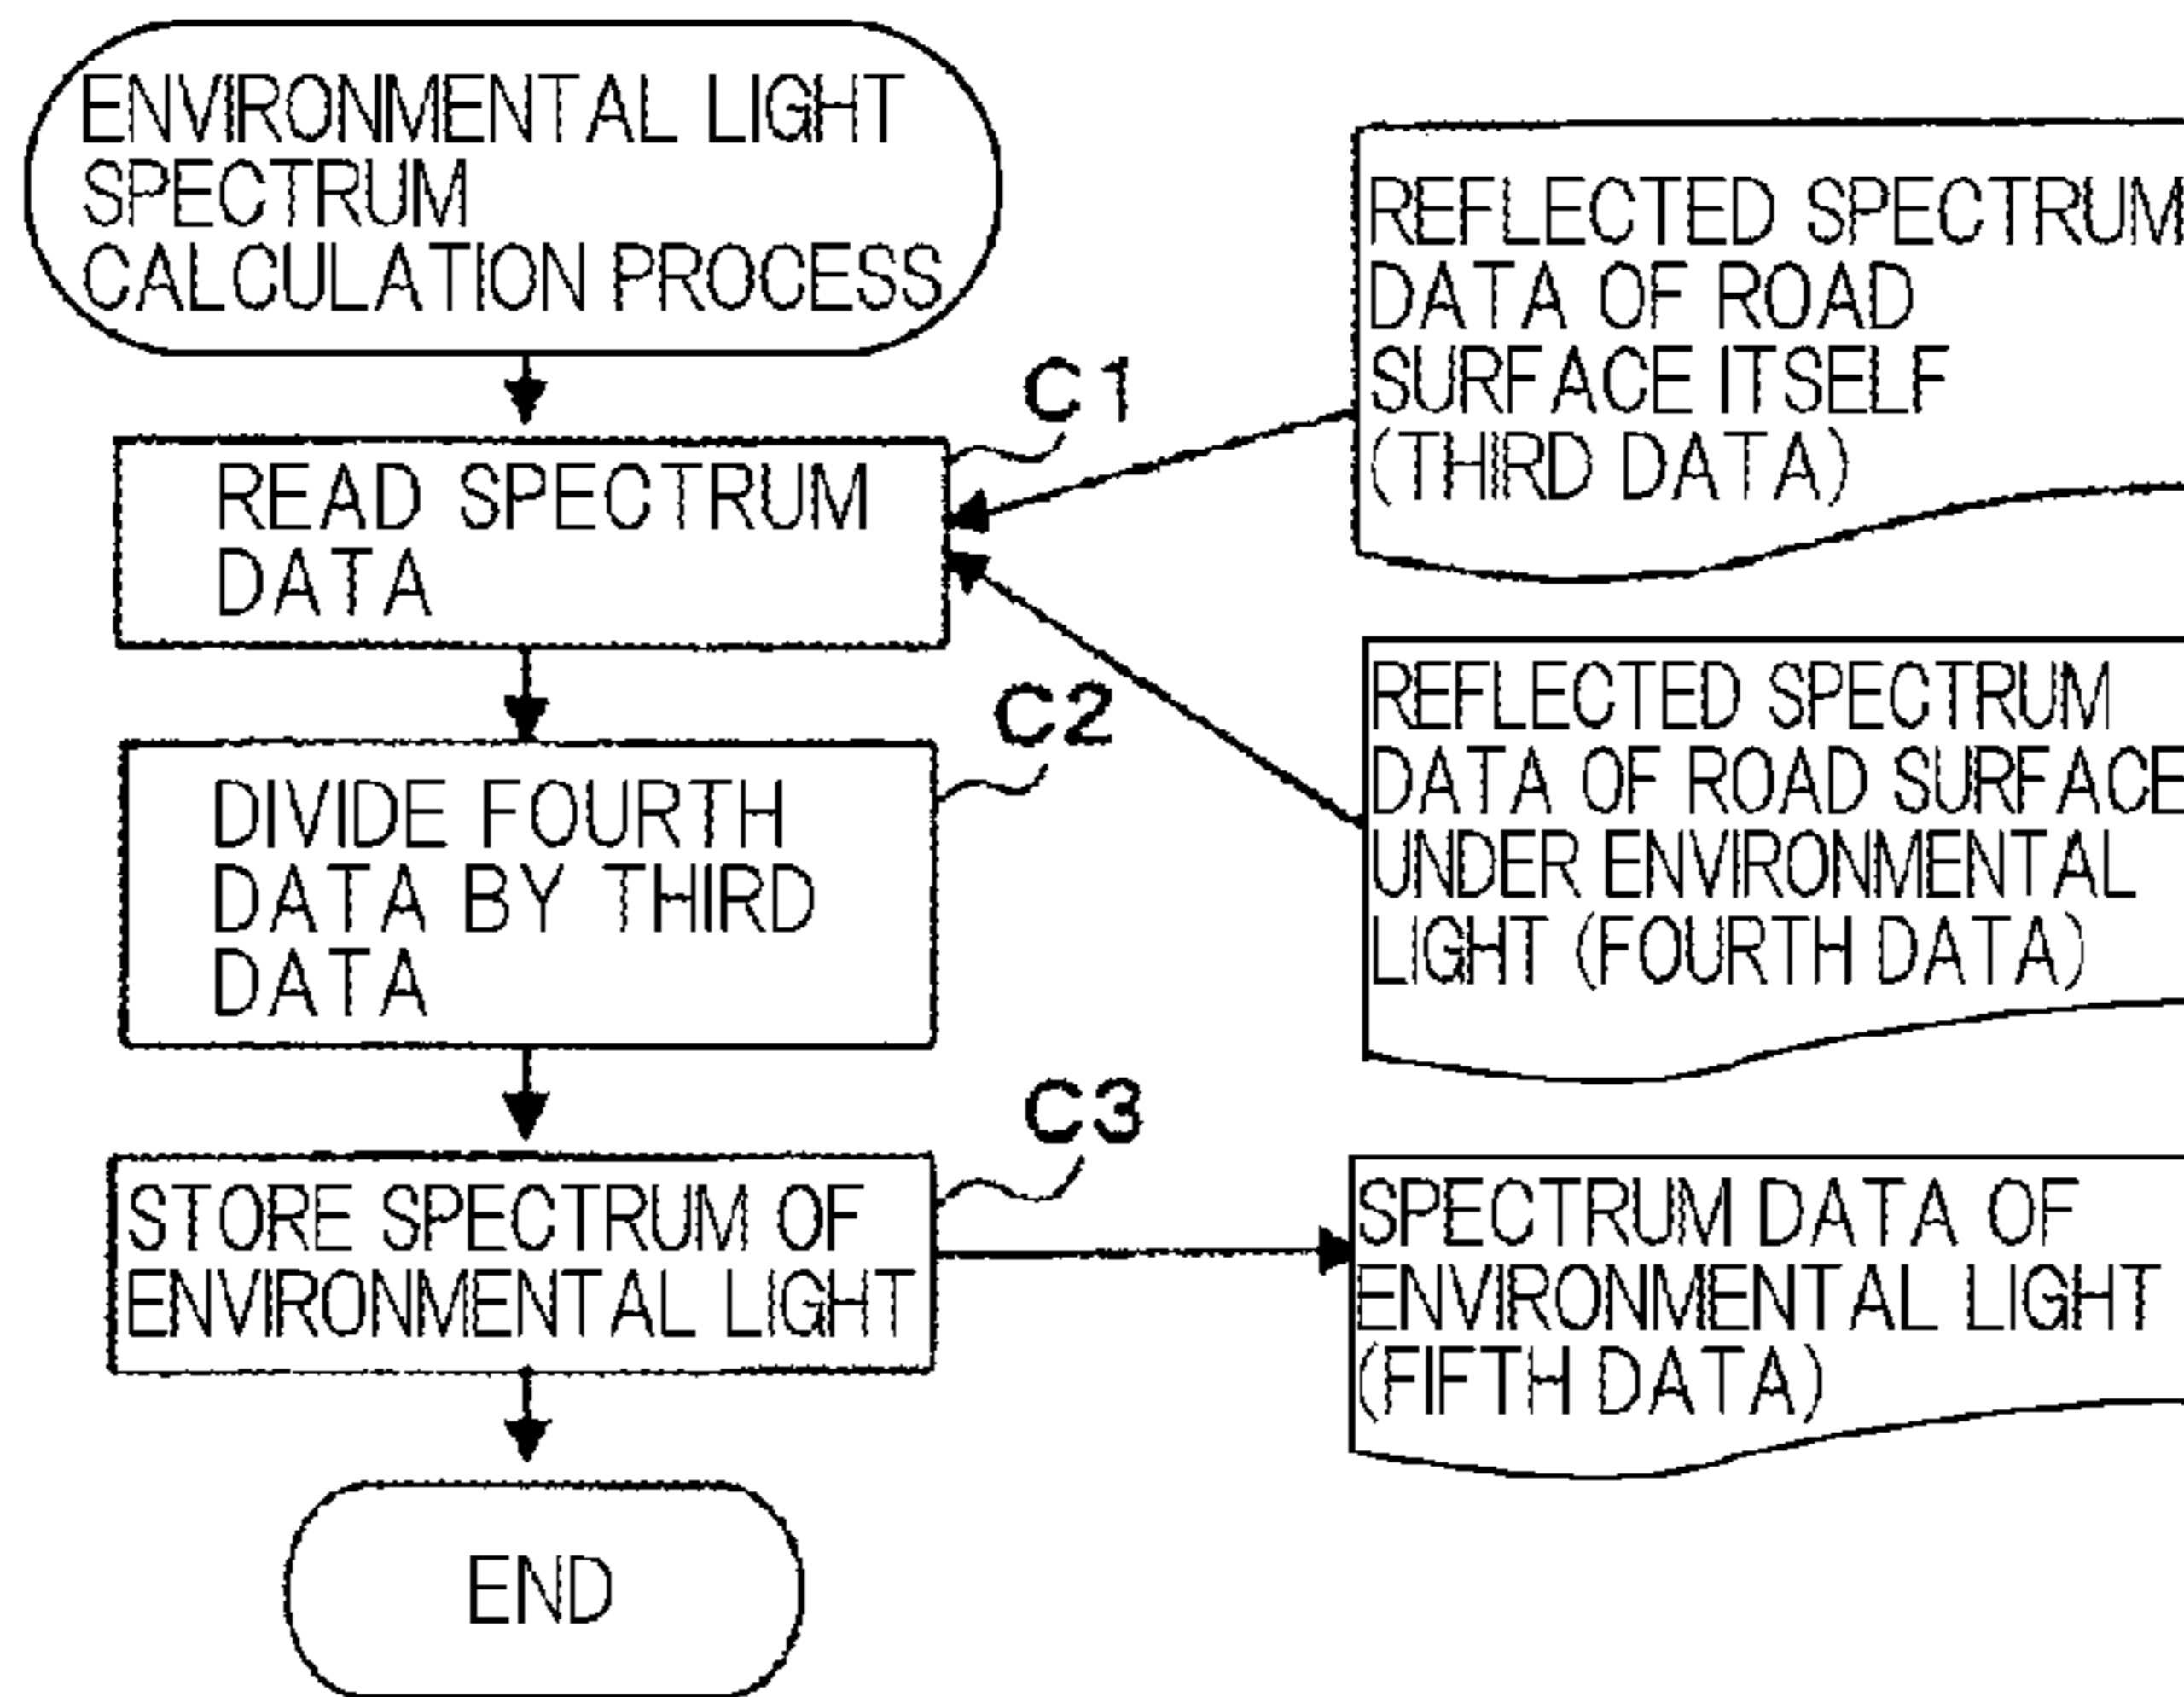 ENVIRONMENTAL LIGHT
SPECTRUM
CALCULATION PROCESS
C1
READ SPECTRUM
DATA
C2
DIVIDE FOURTH
DATA BY THIRD
DATA
C3
STORE SPECTRUM OF
ENVIRONMENTAL LIGHT
END
REFLECTED SPECTRUM
DATA OF ROAD
SURFACE ITSELF
(THIRD DATA)
REFLECTED SPECTRUM
DATA OF ROAD SURFACE
UNDER ENVIRONMENTAL
LIGHT (FOURTH DATA)
SPECTRUM DATA OF
ENVIRONMENTAL LIGHT
(FIFTH DATA)